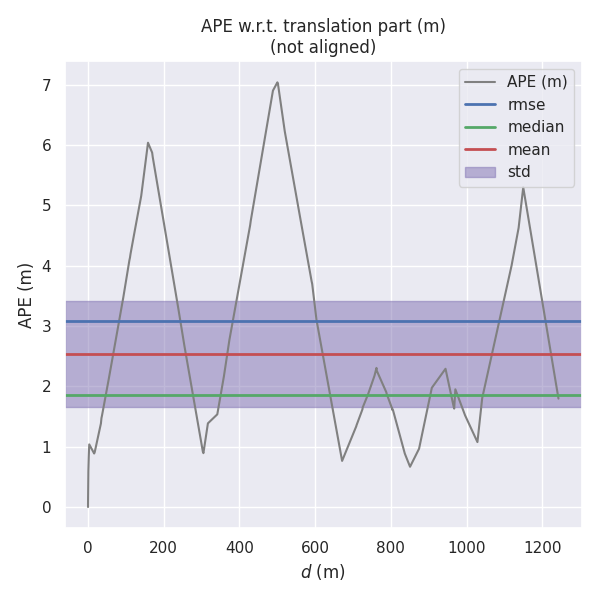 APE w.r.t. translation part (m)
(not aligned)
APE (m)
rmse
median
mean
std
APE (m)
7
6
5
4
3
2
1
0
0 200 400 600 800 1000 1200
d (m)